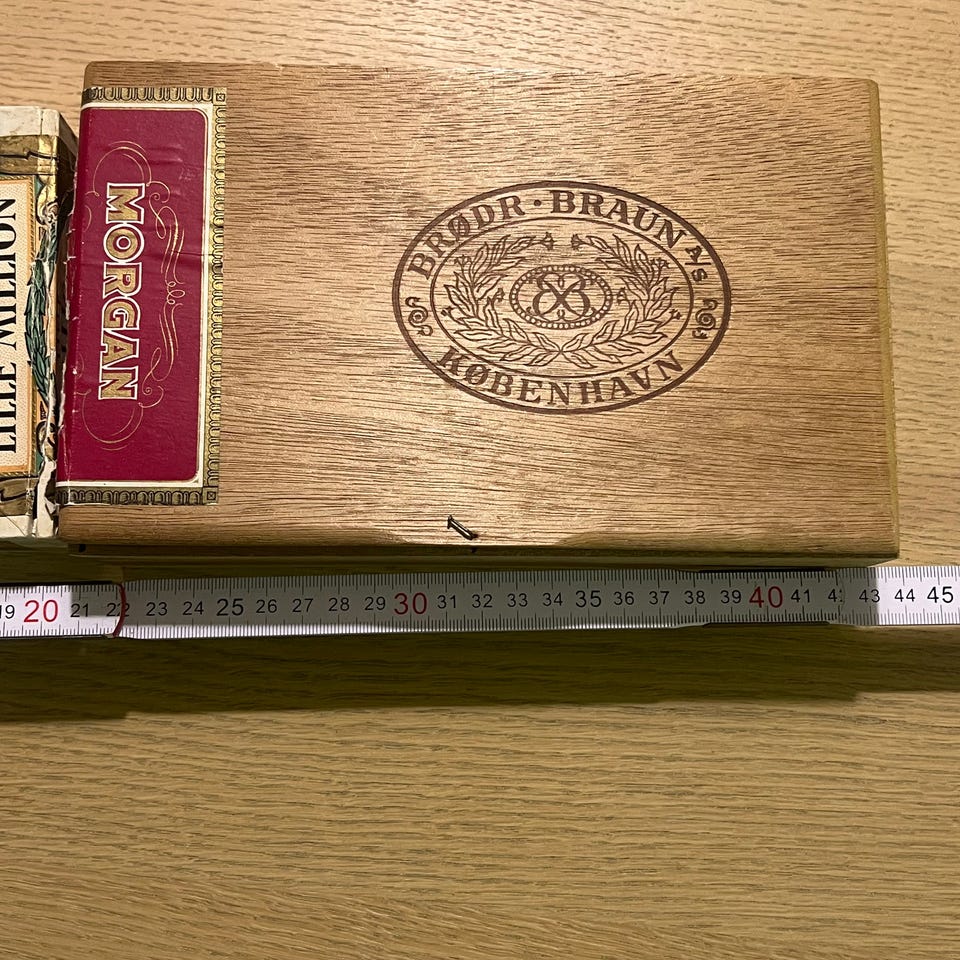 LILLE MILLION
MORGAN
BRØDR · BRAUN A/S
KØBENHAVN
19 20 21 22 23 24 25 26 27 28 29 30 31 32 33 34 35 36 37 38 39 40 41 43 44 45